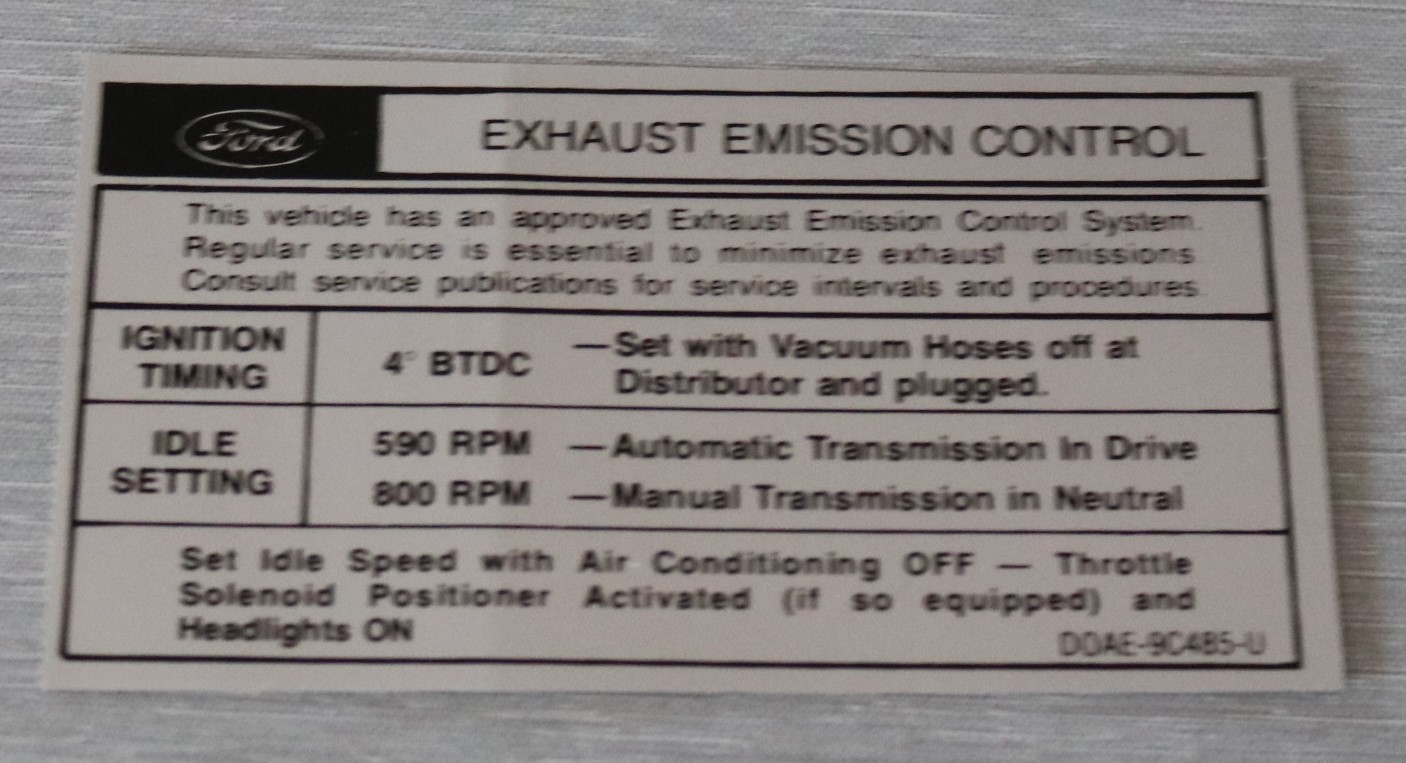 Ford
EXHAUST EMISSION CONTROL
This vehicle has an approved Exhaust Emission Control System.
Regular service is essential to minimize exhaust emissions
Consult service publications for service intervals and procedures.
IGNITION
TIMING
4° BTDC
—Set with Vacuum Hoses off at
Distributor and plugged.
IDLE
SETTING
590 RPM —Automatic Transmission In Drive
800 RPM —Manual Transmission in Neutral
Set Idle Speed with Air Conditioning OFF — Throttle
Solenoid Positioner Activated (if so equipped) and
Headlights ON
DOAE-9C485-U